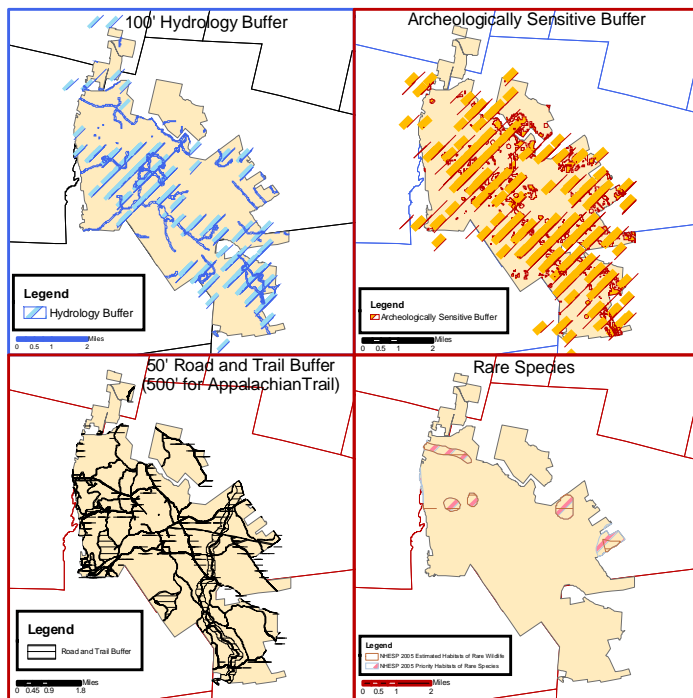 100' Hydrology Buffer
Legend
Hydrology Buffer
Miles
0 0.5 1 2
Archeologically Sensitive Buffer
Legend
Archeologically Sensitive Buffer
Miles
0 0.5 1 2
50' Road and Trail Buffer
(500' for AppalachianTrail)
Legend
Road and Trail Buffer
Miles
0 0.45 0.9 1.8
Rare Species
Legend
NHESP 2005 Estimated Habitats of Rare Wildlife
NHESP 2005 Priority Habitats of Rare Species
Miles
0 0.5 1 2